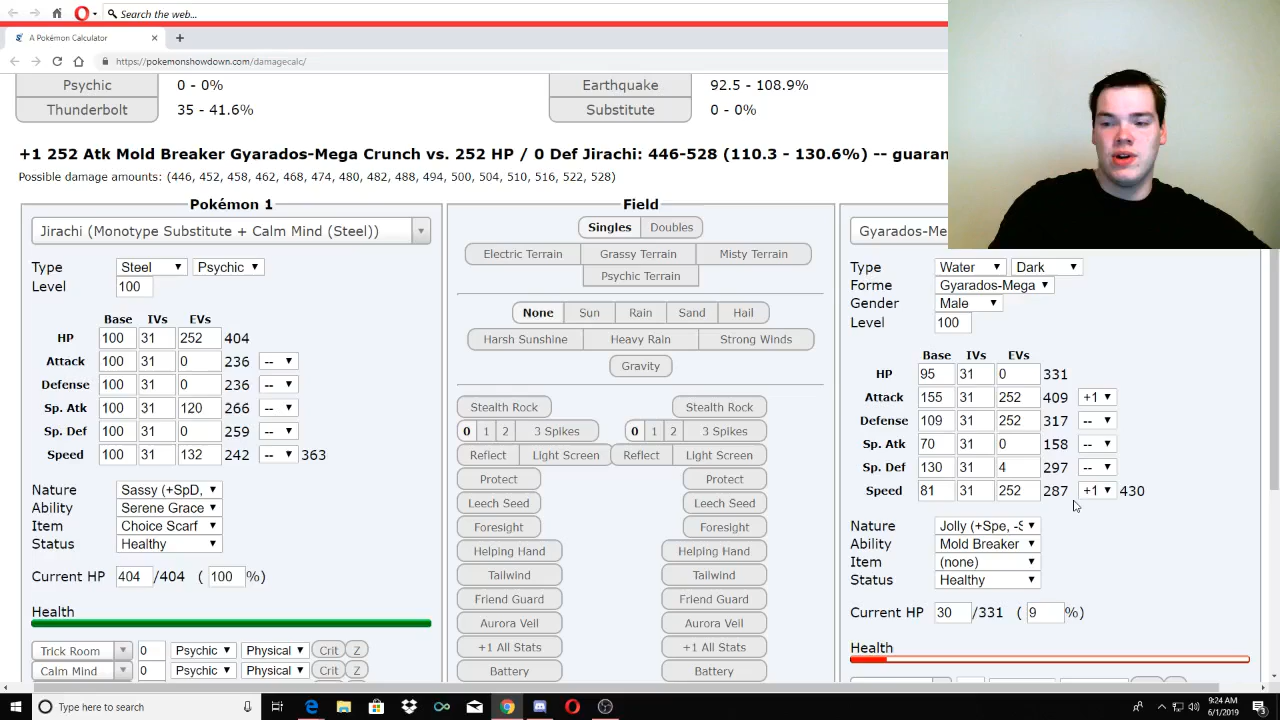 Search the web...
A Pokémon Calculator
https://pokemonshowdown.com/damagecalc/
Psychic 0 - 0% Earthquake 92.5 - 108.9%
Thunderbolt 35 - 41.6% Substitute 0 - 0%
+1 252 Atk Mold Breaker Gyarados-Mega Crunch vs. 252 HP / 0 Def Jirachi: 446-528 (110.3 - 130.6%) -- guaran
Possible damage amounts: (446, 452, 458, 462, 468, 474, 480, 482, 488, 494, 500, 504, 510, 516, 522, 528)
Pokémon 1
Jirachi (Monotype Substitute + Calm Mind (Steel))
Type Steel Psychic
Level 100
Base IVs EVs
HP 100 31 252 404
Attack 100 31 0 236 --
Defense 100 31 0 236 --
Sp. Atk 100 31 120 266 --
Sp. Def 100 31 0 259 --
Speed 100 31 132 242 -- 363
Nature Sassy (+SpD,
Ability Serene Grace
Item Choice Scarf
Status Healthy
Current HP 404 /404 ( 100 %)
Health
Trick Room 0 Psychic Physical Crit Z
Calm Mind 0 Psychic Physical Crit Z
Field
Singles Doubles
Electric Terrain Grassy Terrain Misty Terrain
Psychic Terrain
None Sun Rain Sand Hail
Harsh Sunshine Heavy Rain Strong Winds
Gravity
Stealth Rock Stealth Rock
0 1 2 3 Spikes 0 1 2 3 Spikes
Reflect Light Screen Reflect Light Screen
Protect Protect
Leech Seed Leech Seed
Foresight Foresight
Helping Hand Helping Hand
Tailwind Tailwind
Friend Guard Friend Guard
Aurora Veil Aurora Veil
+1 All Stats +1 All Stats
Battery Battery
Gyarados-Me
Type Water Dark
Forme Gyarados-Mega
Gender Male
Level 100
Base IVs EVs
HP 95 31 0 331
Attack 155 31 252 409 +1
Defense 109 31 252 317 --
Sp. Atk 70 31 0 158 --
Sp. Def 130 31 4 297 --
Speed 81 31 252 287 +1 430
Nature Jolly (+Spe, -S
Ability Mold Breaker
Item (none)
Status Healthy
Current HP 30 /331 ( 9 %)
Health
Type here to search
9:24 AM
6/1/2019